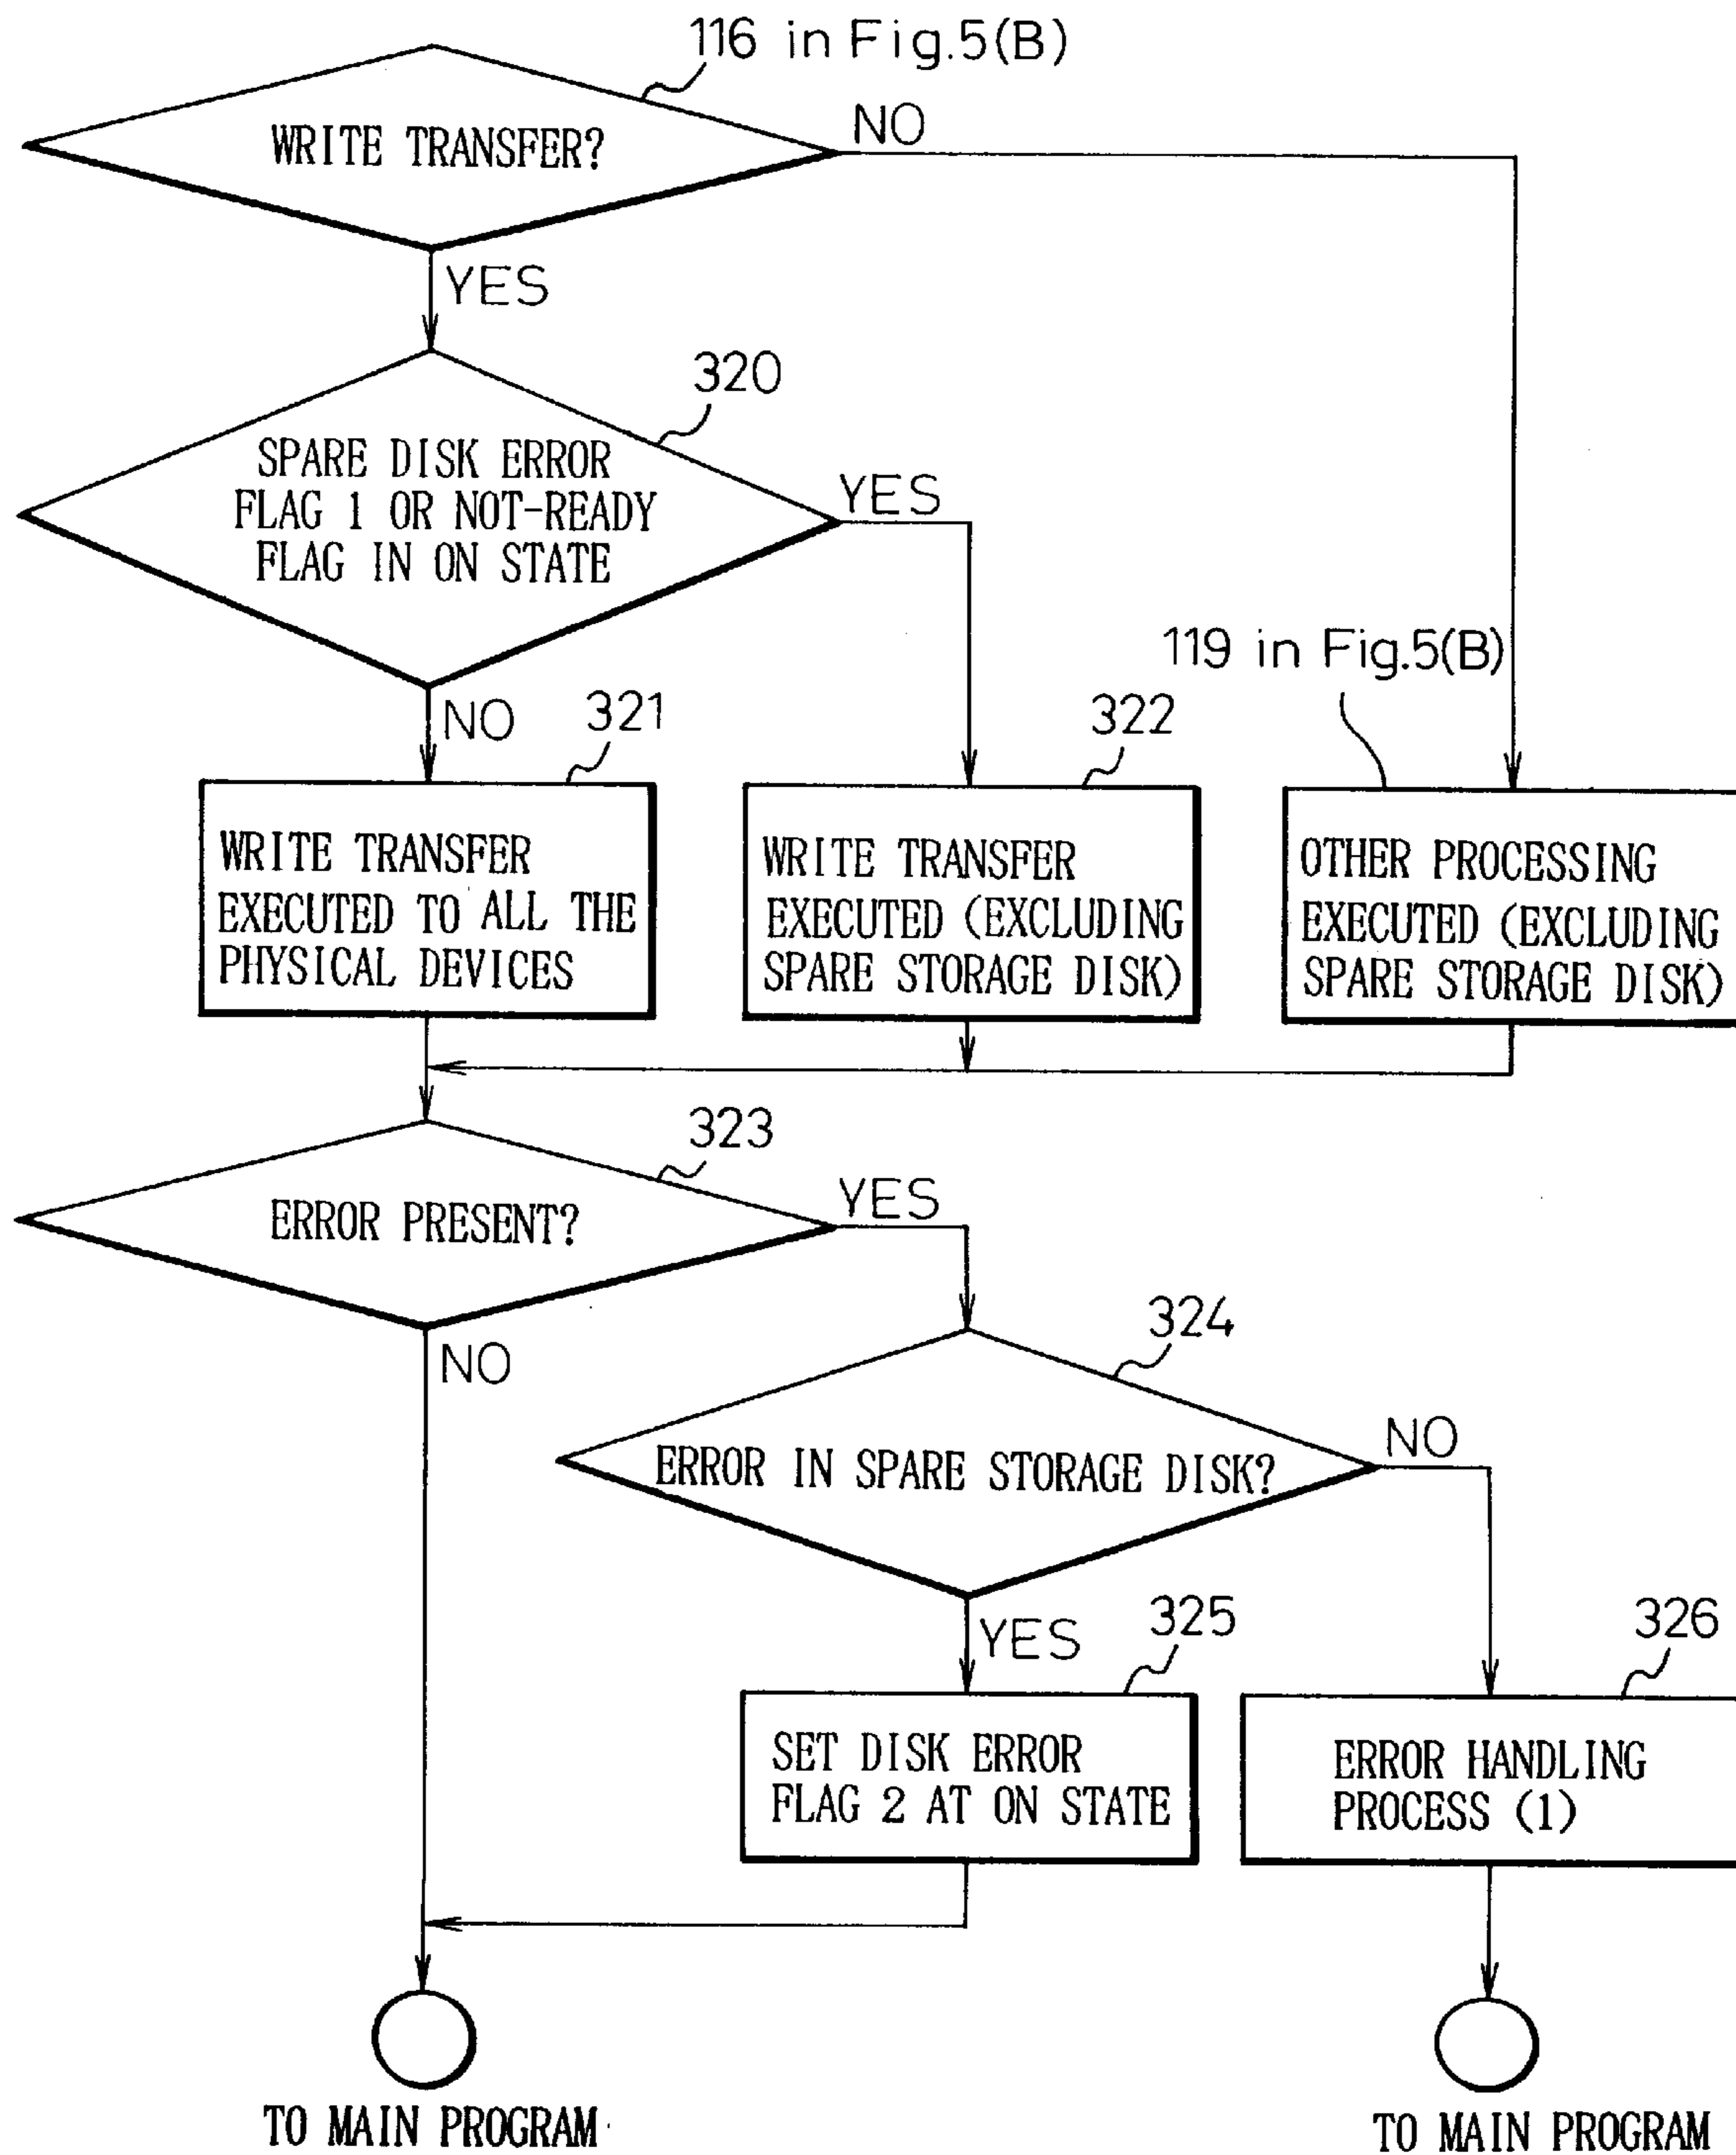 116 in Fig.5(B)
WRITE TRANSFER?
NO
YES
320
SPARE DISK ERROR
FLAG 1 OR NOT-READY
FLAG IN ON STATE
YES
119 in Fig.5(B)
NO
321
322
WRITE TRANSFER
EXECUTED TO ALL THE
PHYSICAL DEVICES
WRITE TRANSFER
EXECUTED (EXCLUDING
SPARE STORAGE DISK)
OTHER PROCESSING
EXECUTED (EXCLUDING
SPARE STORAGE DISK)
323
ERROR PRESENT?
YES
NO
324
ERROR IN SPARE STORAGE DISK?
NO
YES
325
326
SET DISK ERROR
FLAG 2 AT ON STATE
ERROR HANDLING
PROCESS (1)
TO MAIN PROGRAM
TO MAIN PROGRAM